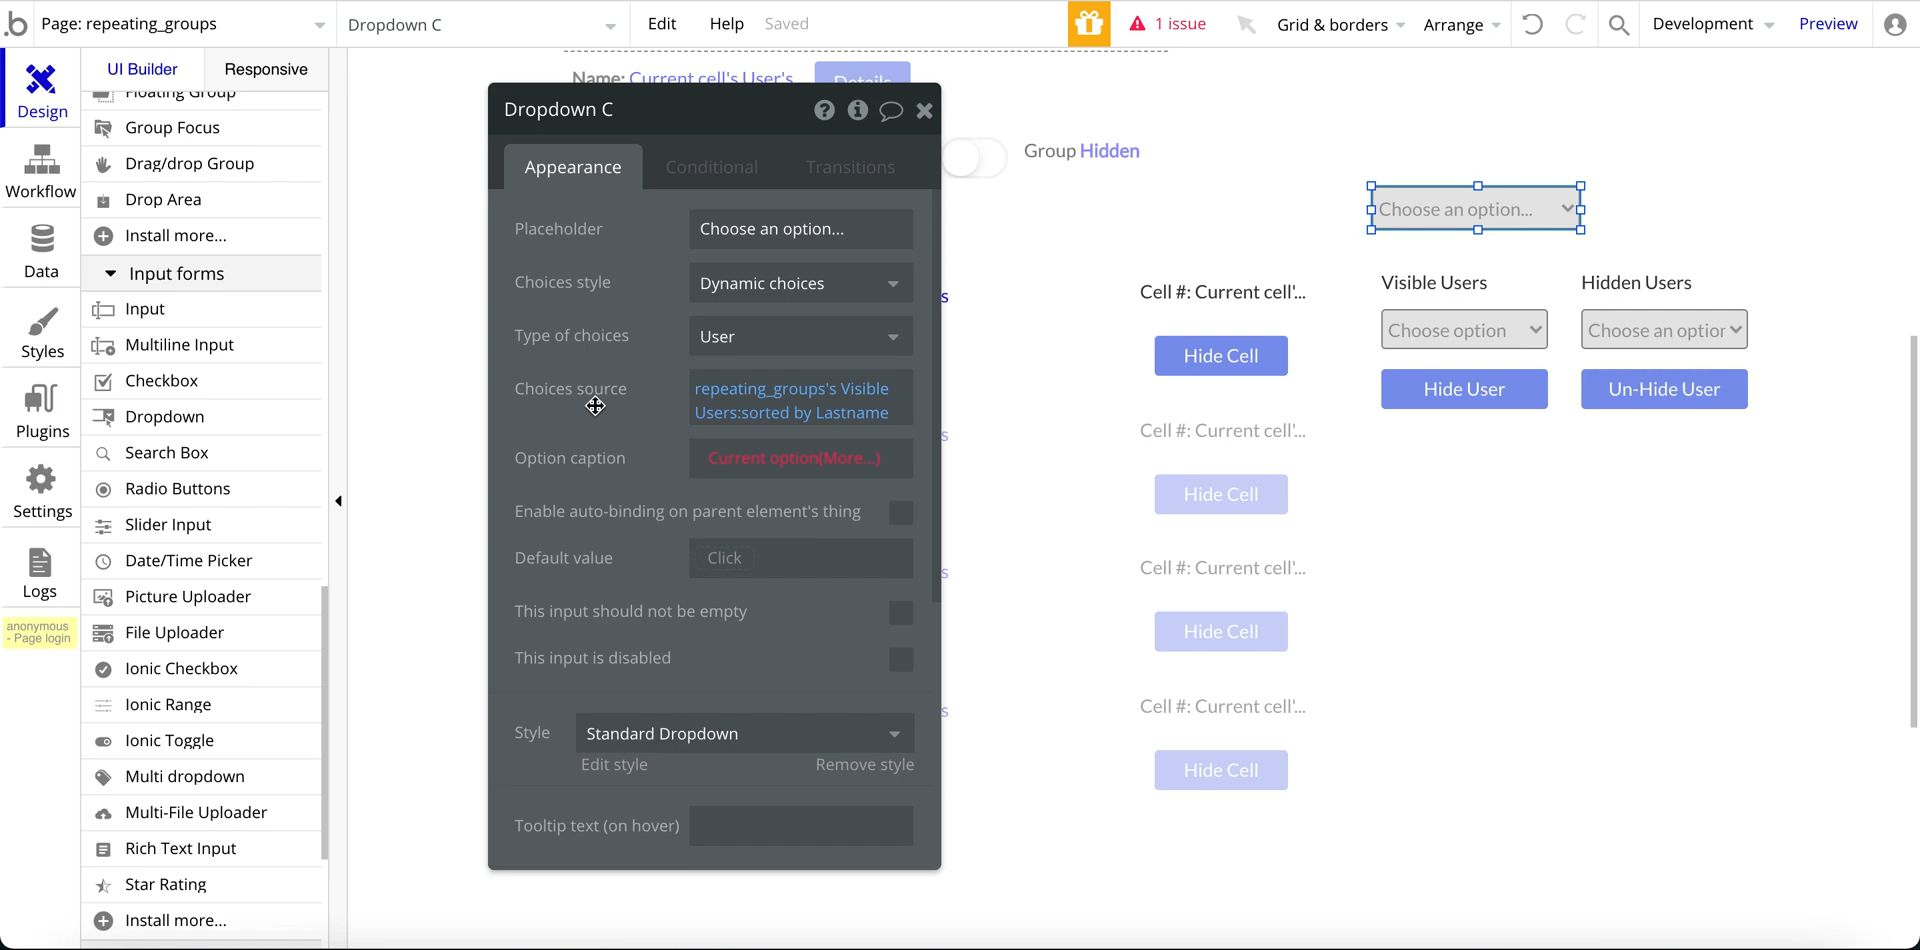 .b
Page: repeating_groups
Dropdown C
Edit
Help
Saved
1 issue
Grid & borders
Arrange
Development
Preview
Design
Workflow
Data
Styles
Plugins
Settings
Logs
anonymous
- Page login
UI Builder
Responsive
Floating Group
Group Focus
Drag/drop Group
Drop Area
Install more...
Input forms
Input
Multiline Input
Checkbox
Dropdown
Search Box
Radio Buttons
Slider Input
Date/Time Picker
Picture Uploader
File Uploader
Ionic Checkbox
Ionic Range
Ionic Toggle
Multi dropdown
Multi-File Uploader
Rich Text Input
Star Rating
Install more...
Name: Current cell's User's
Details
Dropdown C
Appearance
Conditional
Transitions
Placeholder
Choose an option...
Choices style
Dynamic choices
Type of choices
User
Choices source
repeating_groups's Visible
Users:sorted by Lastname
Option caption
Current option(More...)
Enable auto-binding on parent element's thing
Default value
Click
This input should not be empty
This input is disabled
Style
Standard Dropdown
Edit style
Remove style
Tooltip text (on hover)
Group Hidden
Choose an option...
s
Cell #: Current cell'...
Hide Cell
s
Cell #: Current cell'...
Hide Cell
s
Cell #: Current cell'...
Hide Cell
s
Cell #: Current cell'...
Hide Cell
Visible Users
Choose option
Hide User
Hidden Users
Choose an option
Un-Hide User